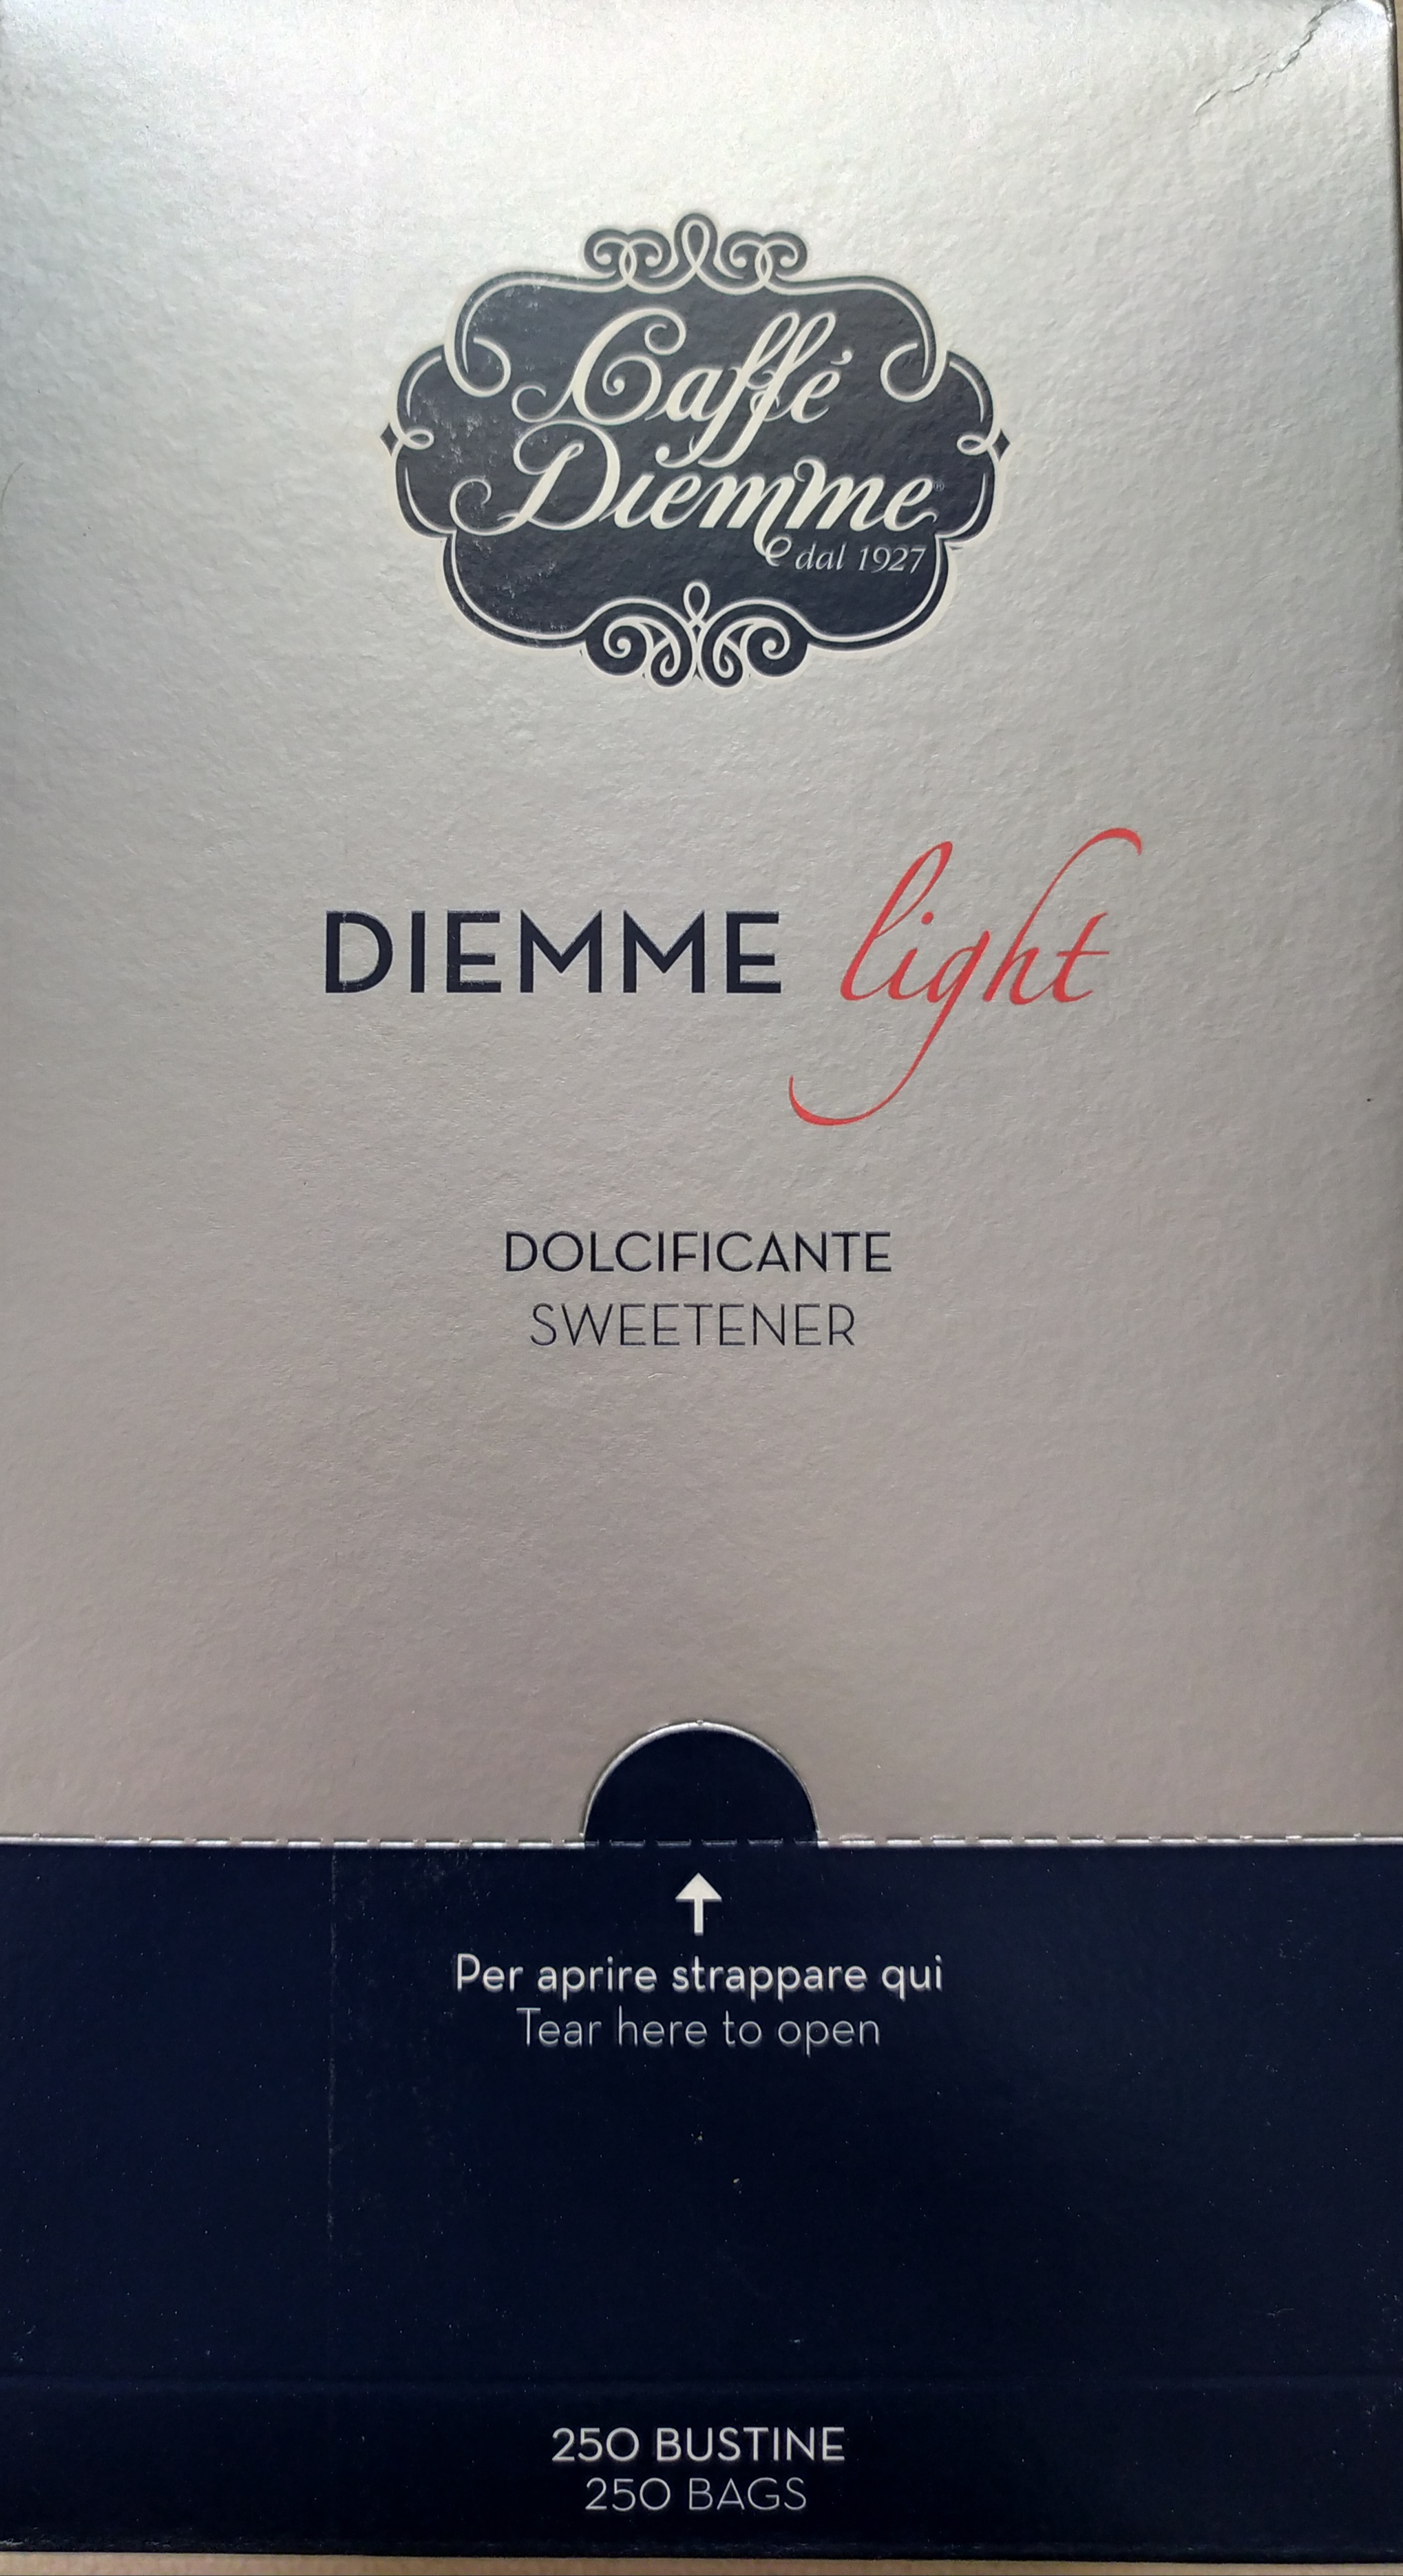 Caffé
Diemme®
dal 1927
DIEMME light
DOLCIFICANTE
SWEETENER
Per aprire strappare qui
Tear here to open
250 BUSTINE
250 BAGS